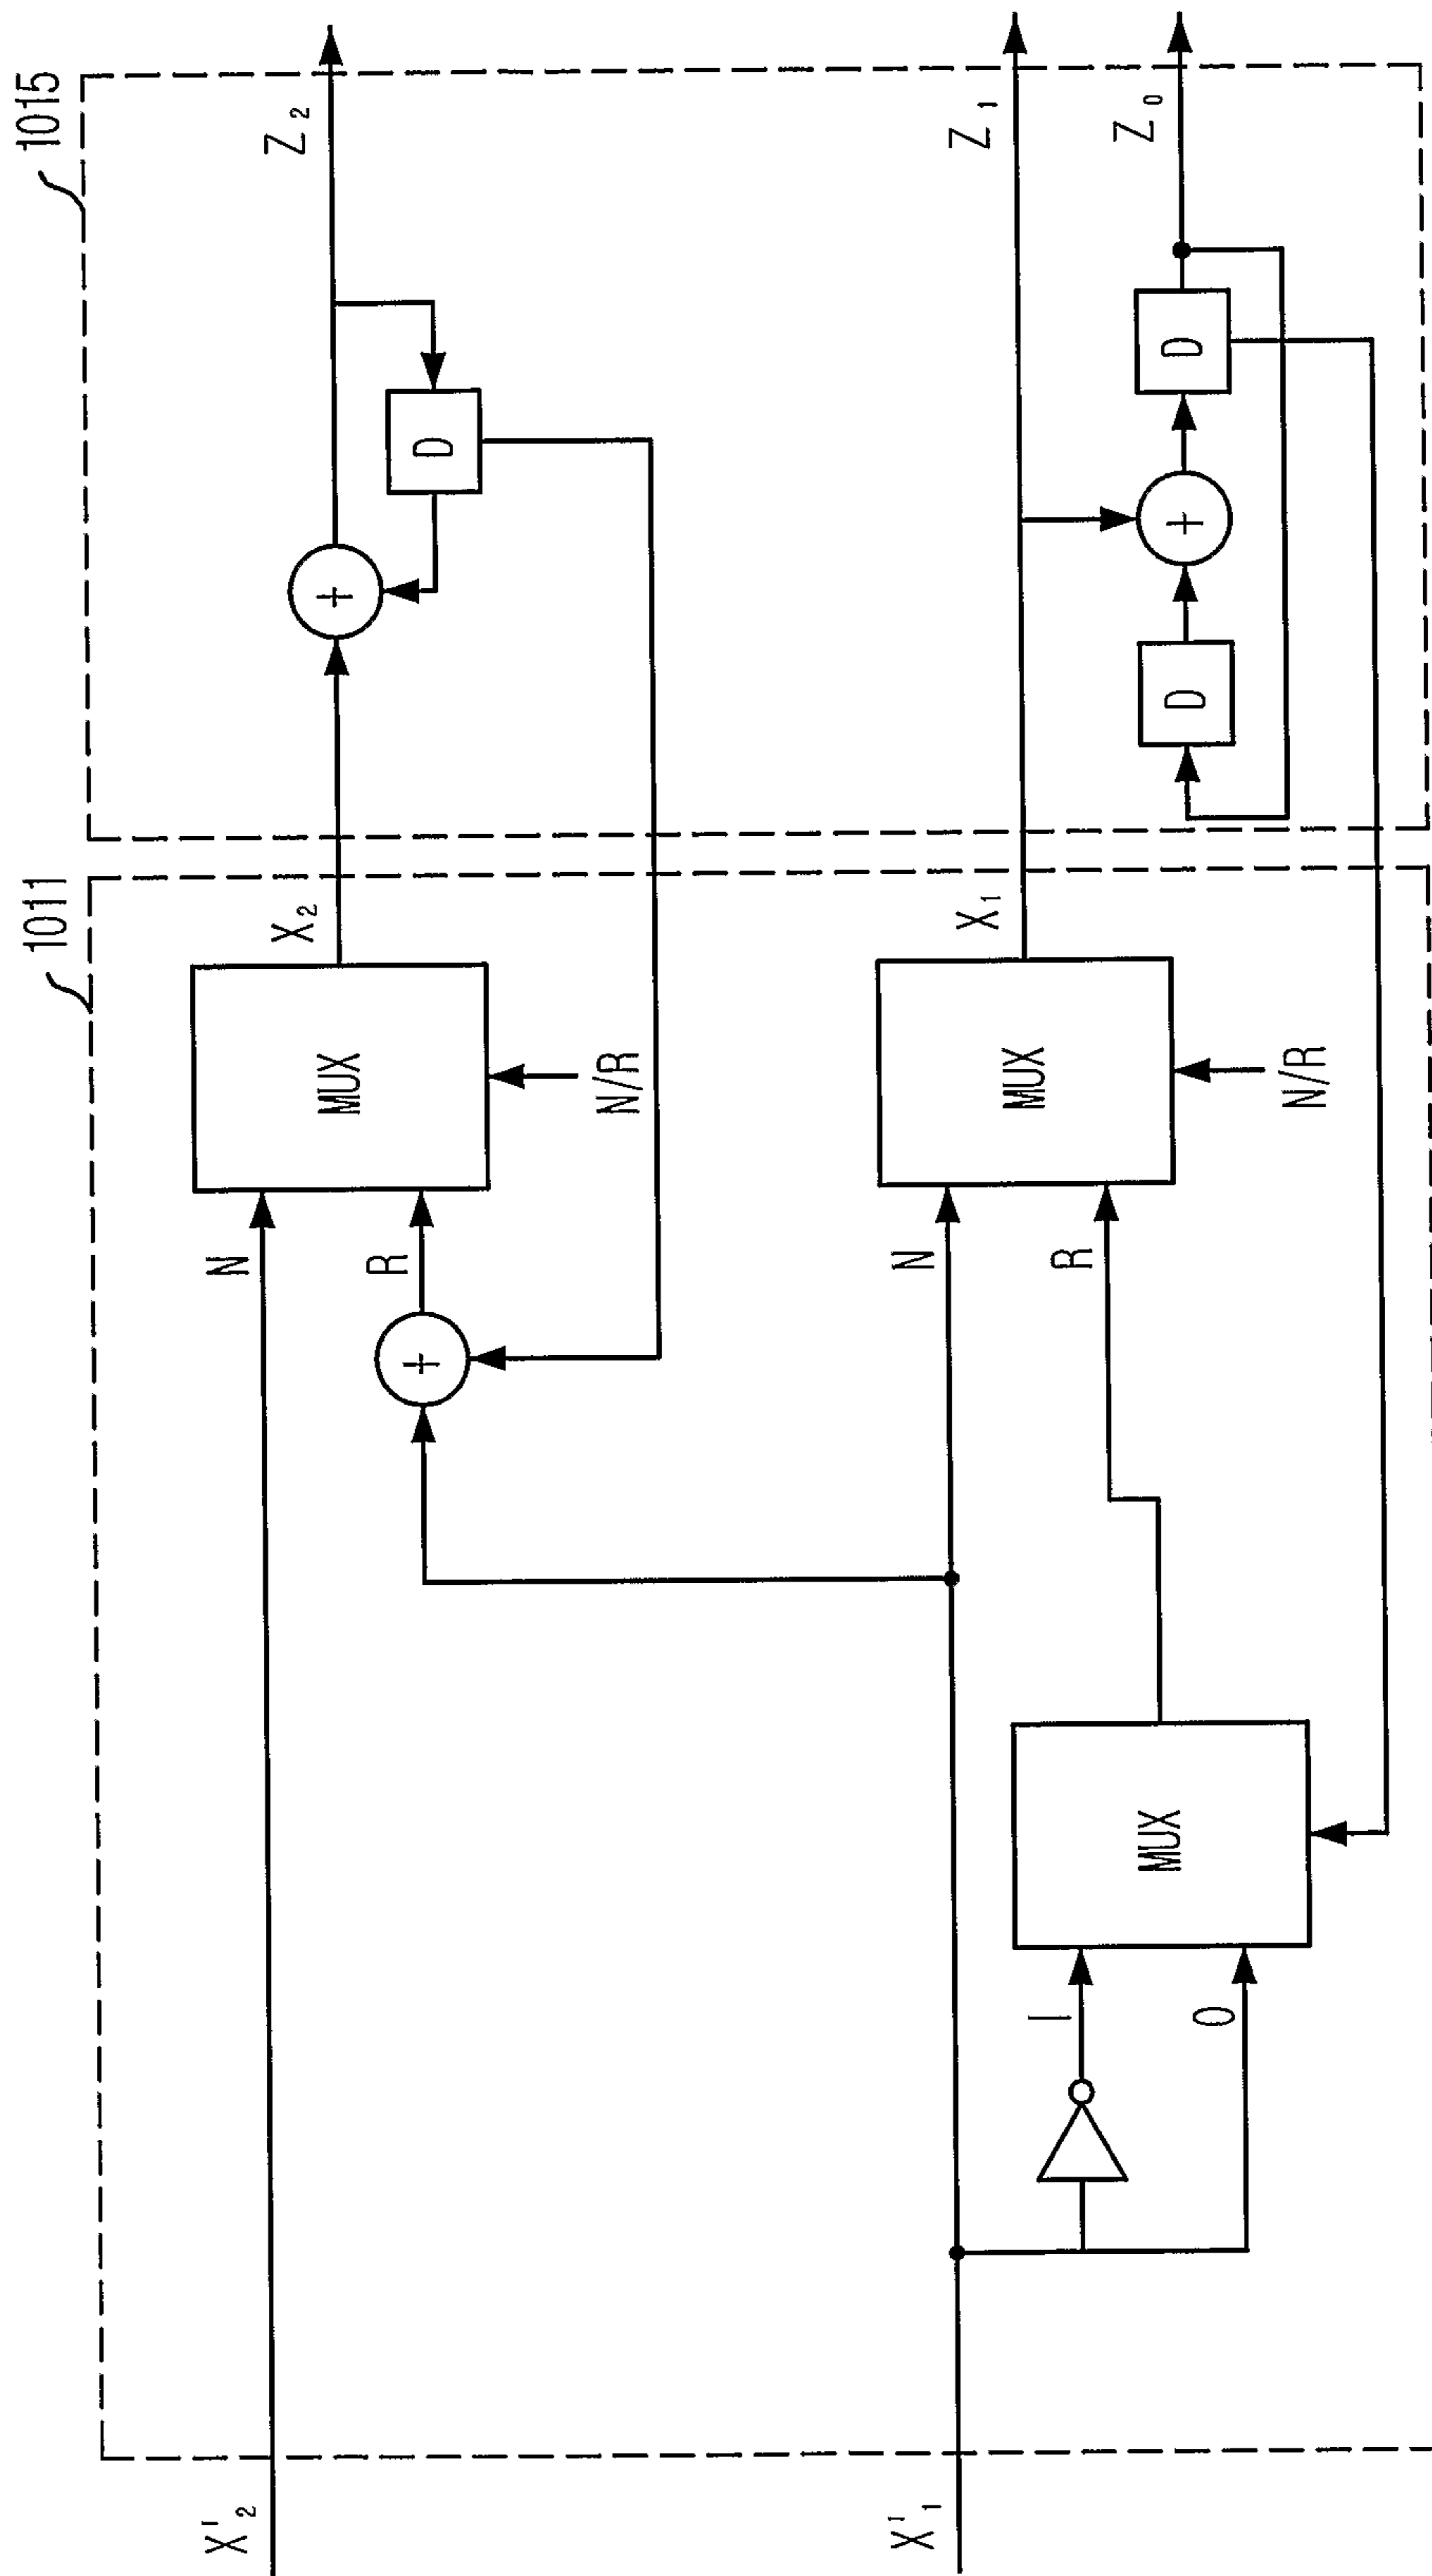 1011
1015
X'2
N
MUX
X2
+
Z2
R
+
D
N/R
X'1
N
MUX
X1
Z1
R
N/R
I
MUX
D
+
D
Z0
0